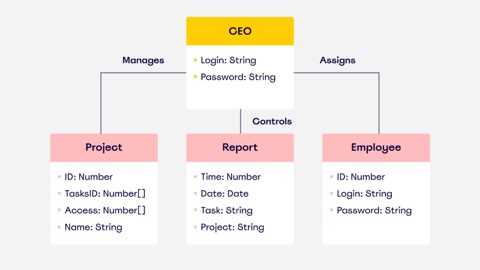 CEO
Login: String
Password: String
Manages
Assigns
Controls
Project
ID: Number
TasksID: Number[]
Access: Number[]
Name: String
Report
Time: Number
Date: Date
Task: String
Project: String
Employee
ID: Number
Login: String
Password: String